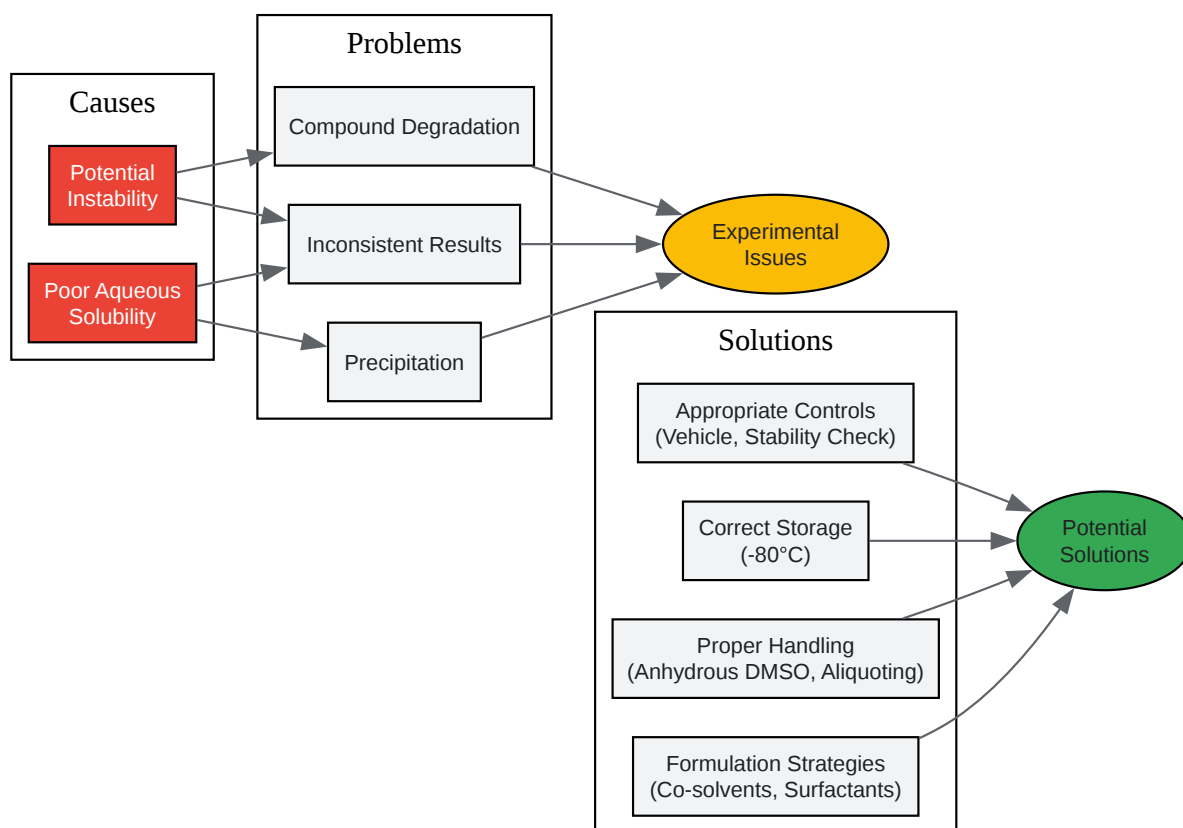 Causes
Potential
Instability
Poor Aqueous
Solubility
Problems
Compound Degradation
Inconsistent Results
Precipitation
Experimental
Issues
Solutions
Appropriate Controls
(Vehicle, Stability Check)
Correct Storage
(-80°C)
Proper Handling
(Anhydrous DMSO, Aliquoting)
Formulation Strategies
(Co-solvents, Surfactants)
Potential
Solutions